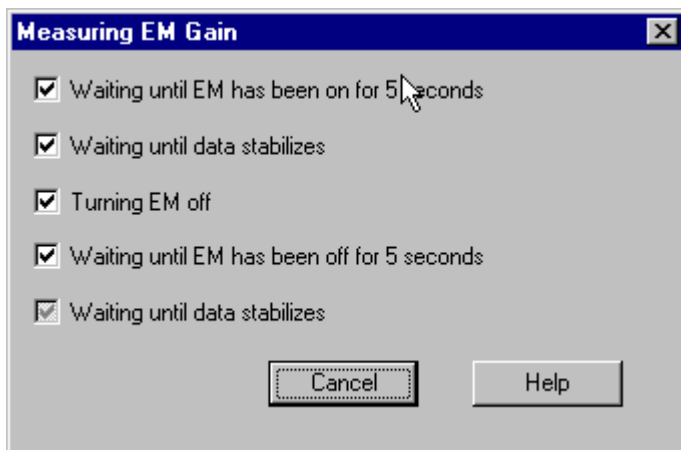 Measuring EM Gain
Waiting until EM has been on for 5 seconds
Waiting until data stabilizes
Turning EM off
Waiting until EM has been off for 5 seconds
Waiting until data stabilizes
Cancel Help